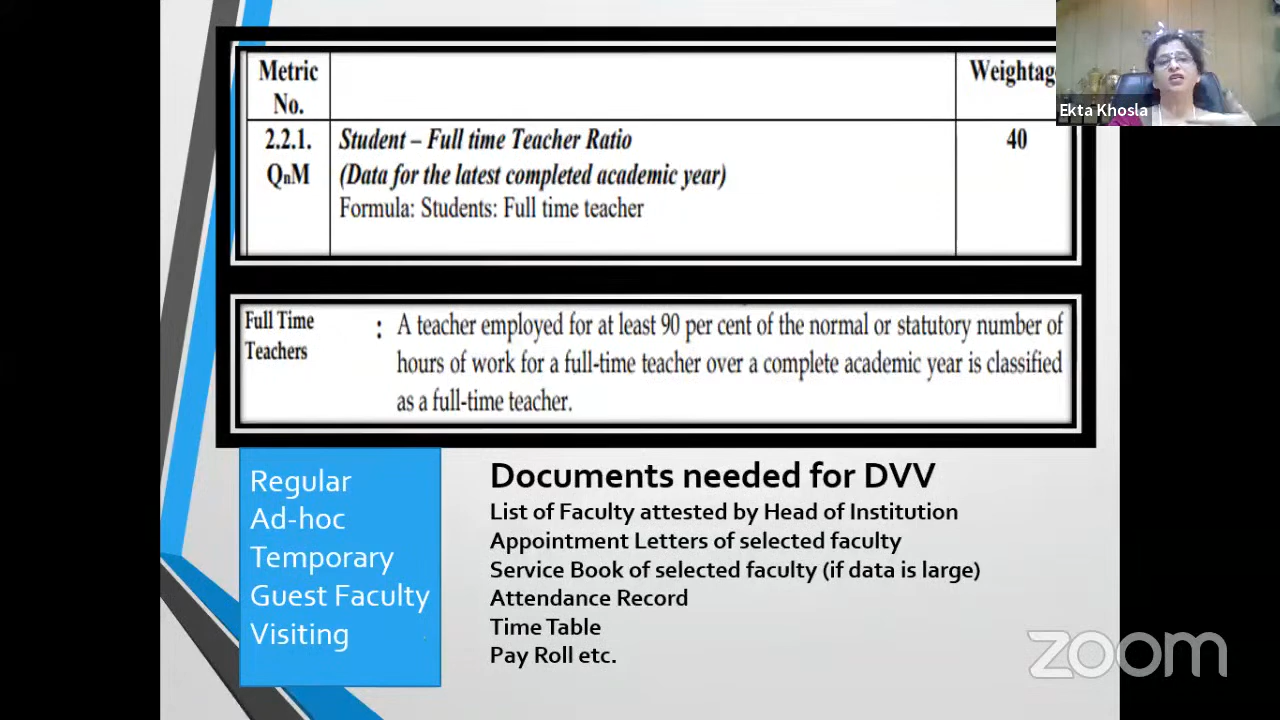 Metric
No.
Weightag
2.2.1.
QnM
Student – Full time Teacher Ratio
(Data for the latest completed academic year)
Formula: Students: Full time teacher
40
Ekta Khosla
Full Time
Teachers
: A teacher employed for at least 90 per cent of the normal or statutory number of
hours of work for a full-time teacher over a complete academic year is classified
as a full-time teacher.
Regular
Ad-hoc
Temporary
Guest Faculty
Visiting
Documents needed for DVV
List of Faculty attested by Head of Institution
Appointment Letters of selected faculty
Service Book of selected faculty (if data is large)
Attendance Record
Time Table
Pay Roll etc.
zoom